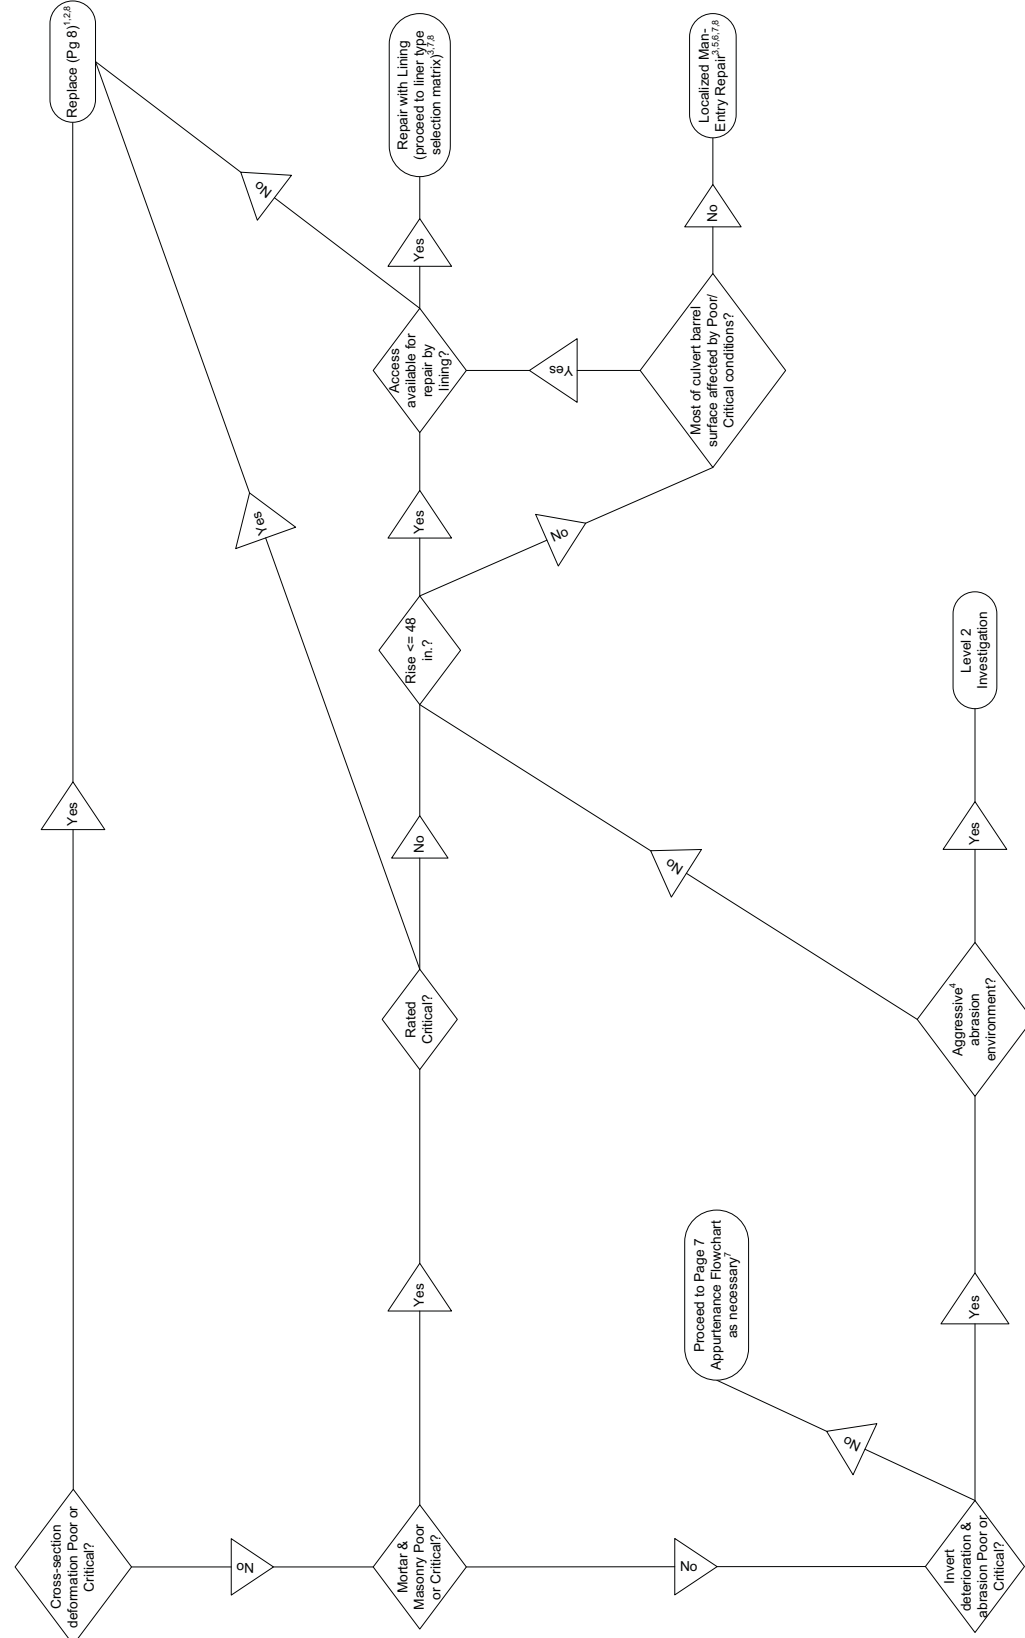 Cross-section
deformation Poor or
Critical?
Yes
Replace (Pg 8)1,2,8
No
Mortar &
Masonry Poor
or Critical?
Yes
Rated
Critical?
Yes
No
Rise <= 48
in.?
Yes
Access
available for
repair by
lining?
No
Yes
Repair with Lining
(proceed to liner type
selection matrix)3,7,8
No
Most of culvert barrel
surface affected by Poor/
Critical conditions?
Yes
No
Localized Man-
Entry Repair3,5,6,7,8
No
Invert
deterioration &
abrasion Poor or
Critical?
No
Proceed to Page 7
Appurtenance Flowchart
as necessary7
Yes
Aggressive4
abrasion
environment?
No
Yes
Level 2
Investigation